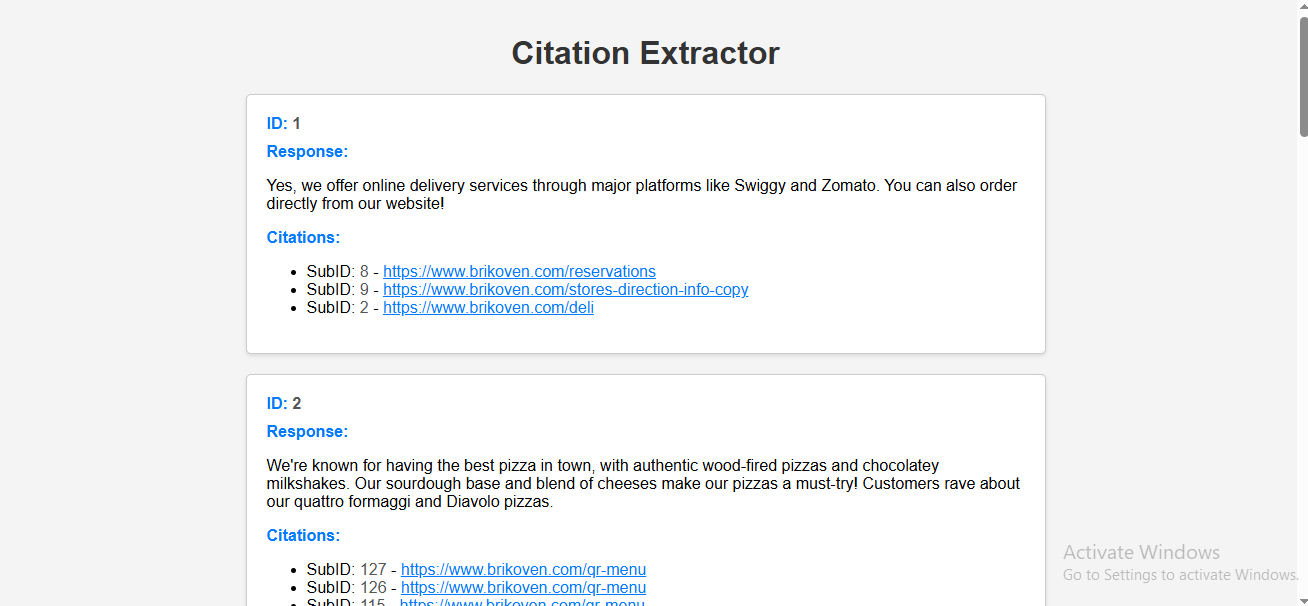 Citation Extractor
ID: 1
Response:
Yes, we offer online delivery services through major platforms like Swiggy and Zomato. You can also order
directly from our website!
Citations:
SubID: 8 - https://www.brikoven.com/reservations
SubID: 9 - https://www.brikoven.com/stores-direction-info-copy
SubID: 2 - https://www.brikoven.com/deli
ID: 2
Response:
We're known for having the best pizza in town, with authentic wood-fired pizzas and chocolatey
milkshakes. Our sourdough base and blend of cheeses make our pizzas a must-try! Customers rave about
our quattro formaggi and Diavolo pizzas.
Citations:
SubID: 127 - https://www.brikoven.com/qr-menu
SubID: 126 - https://www.brikoven.com/qr-menu
SubID: 115 - https://www.brikoven.com/qr-menu
Activate Windows
Go to Settings to activate Windows.